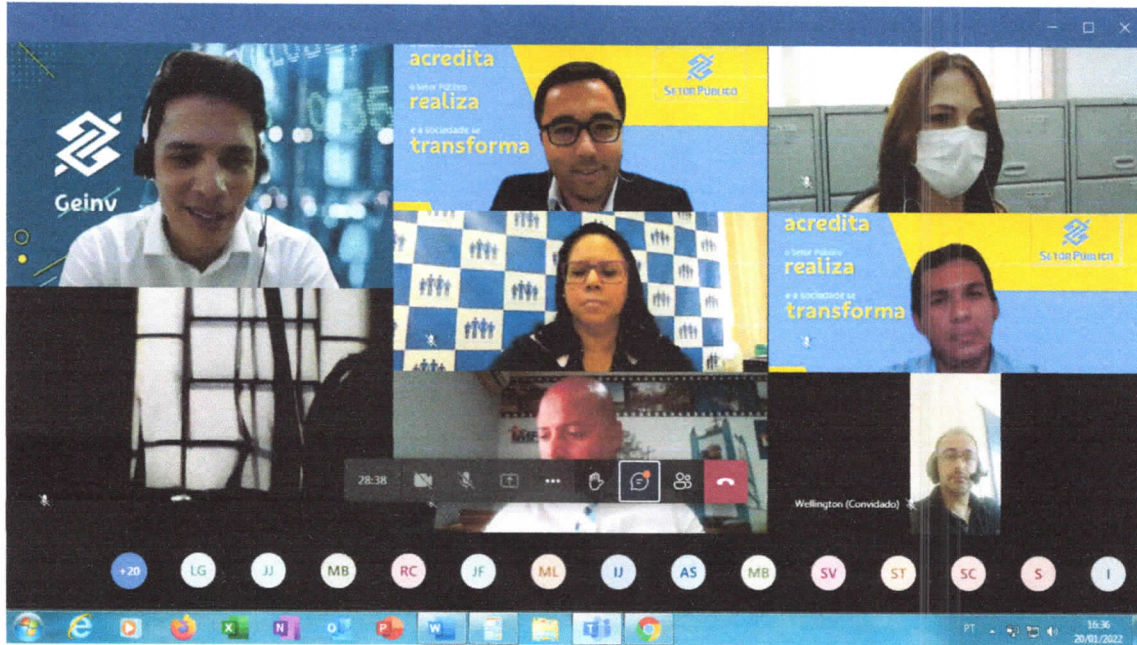 Geinv
acredita
o Setor Público
realiza
e a sociedade se
transforma
SETOR PÚBLICO
acredita
o Setor Público
realiza
e a sociedade se
transforma
SETOR PÚBLICO
28:38
Wellington (Convidado)
+20
LG
JJ
MB
RC
JF
ML
IJ
AS
MB
SV
ST
SC
S
I
PT
16:36
20/01/2022